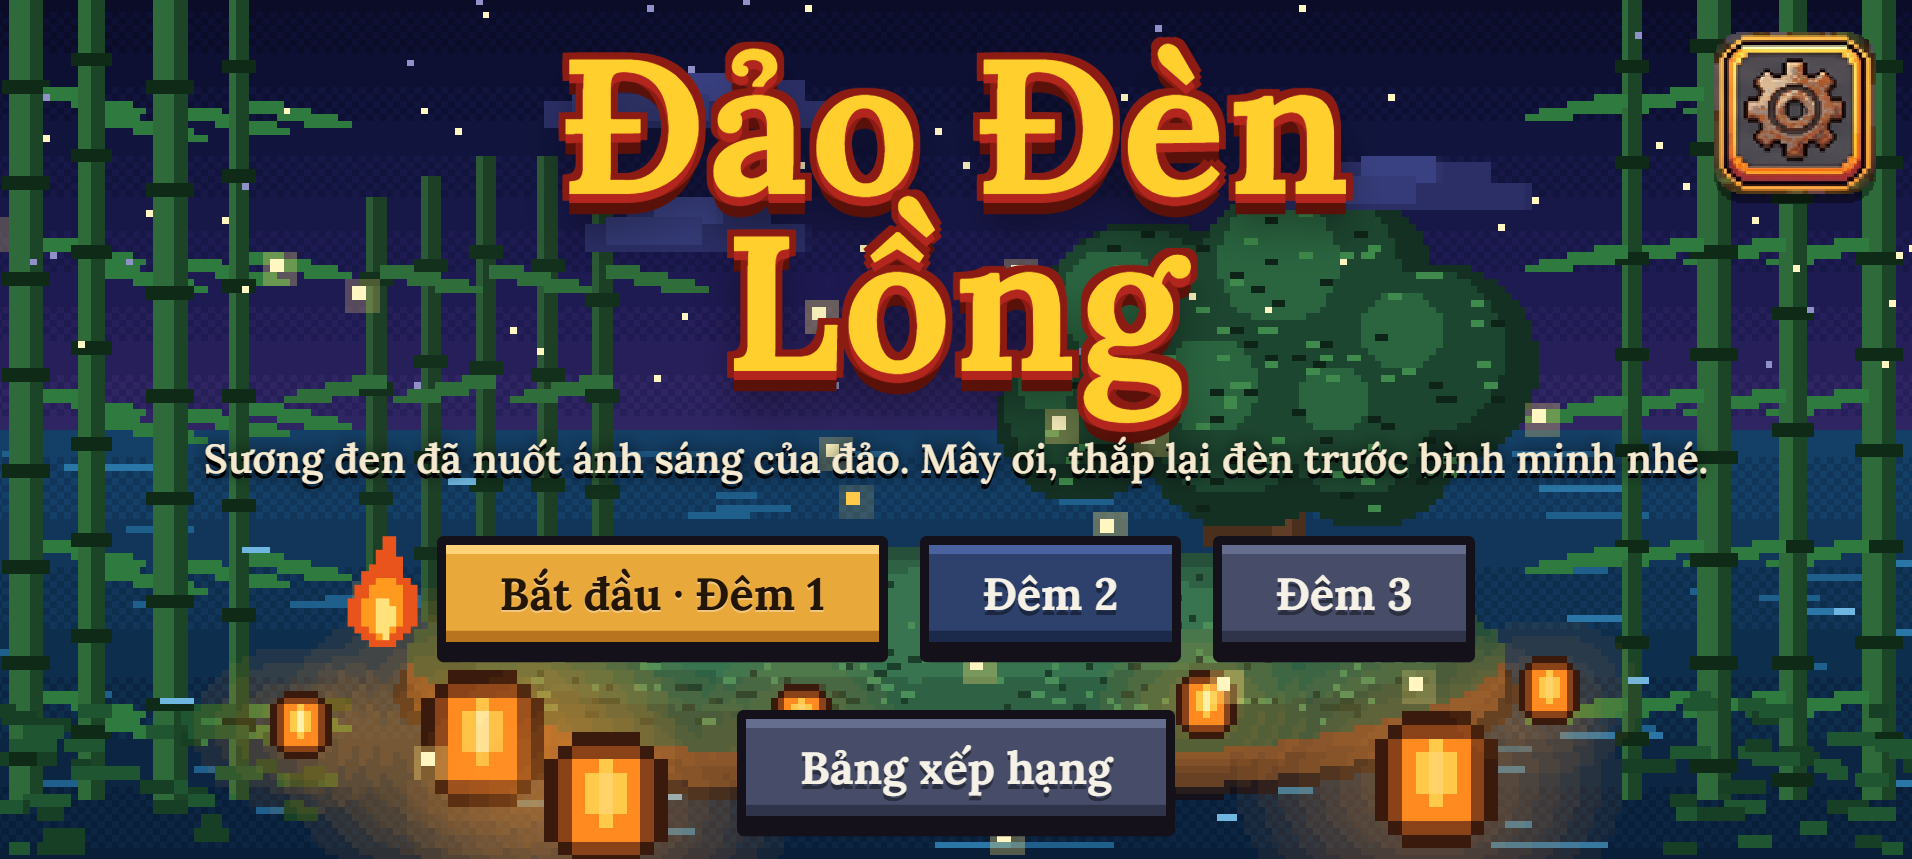 Đảo Đèn
Lồng
Sương đen đã nuốt ánh sáng của đảo. Mây ơi, thắp lại đèn trước bình minh nhé.
Bắt đầu · Đêm 1
Đêm 2
Đêm 3
Bảng xếp hạng